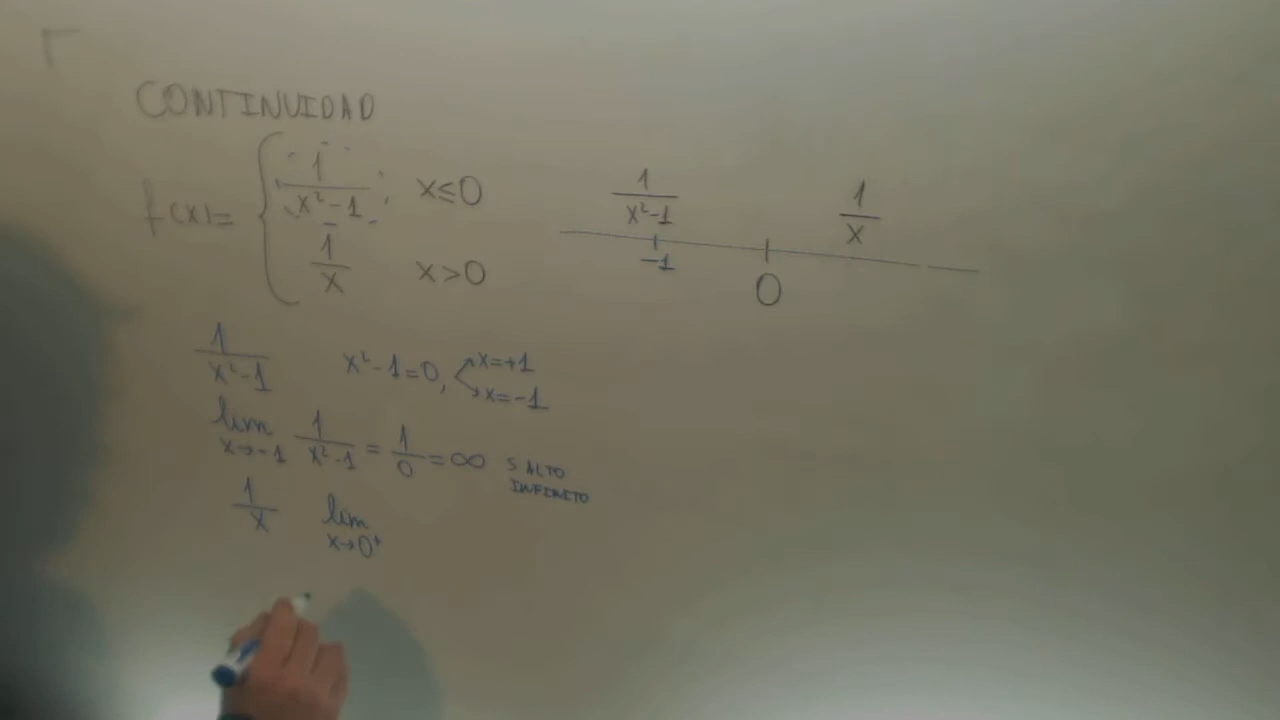 CONTINUIDAD
f(x)= { 1/(x²-1) ; x≤0
1/x x>0
1/(x²-1) 1/x
-1 0
1/(x²-1) x²-1=0, x=+1
x=-1
lim x→-1 1/(x²-1) = 1/0 = ∞ SALTO
INFINITO
1/x lim x→0⁺